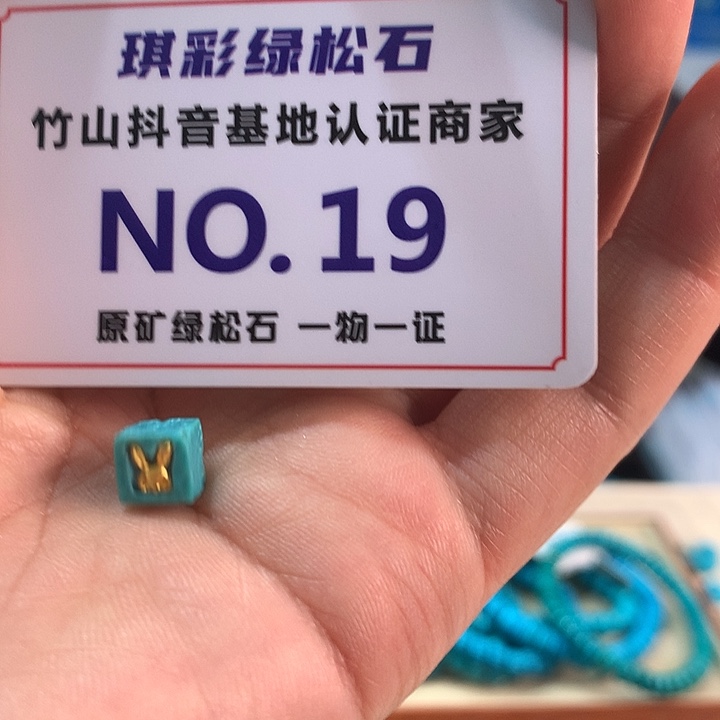 琪彩绿松石
竹山抖音基地认证商家
NO.19
原矿绿松石 一物一证